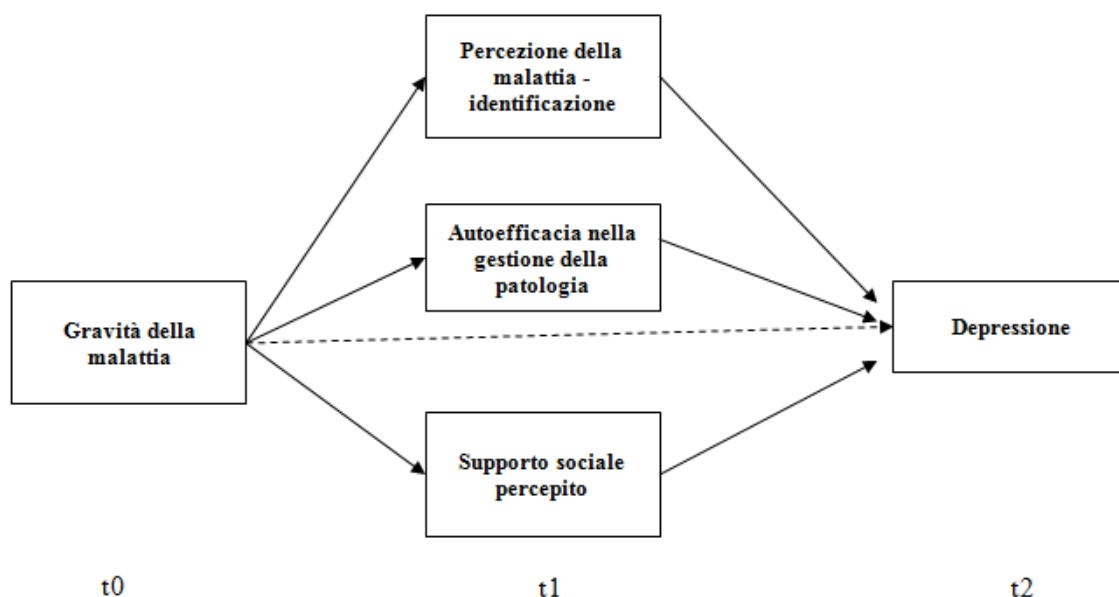 Percezione della
malattia -
identificazione
Autoefficacia nella
gestione della
patologia
Gravità della
malattia
Depressione
Supporto sociale
percepito
t0
t1
t2